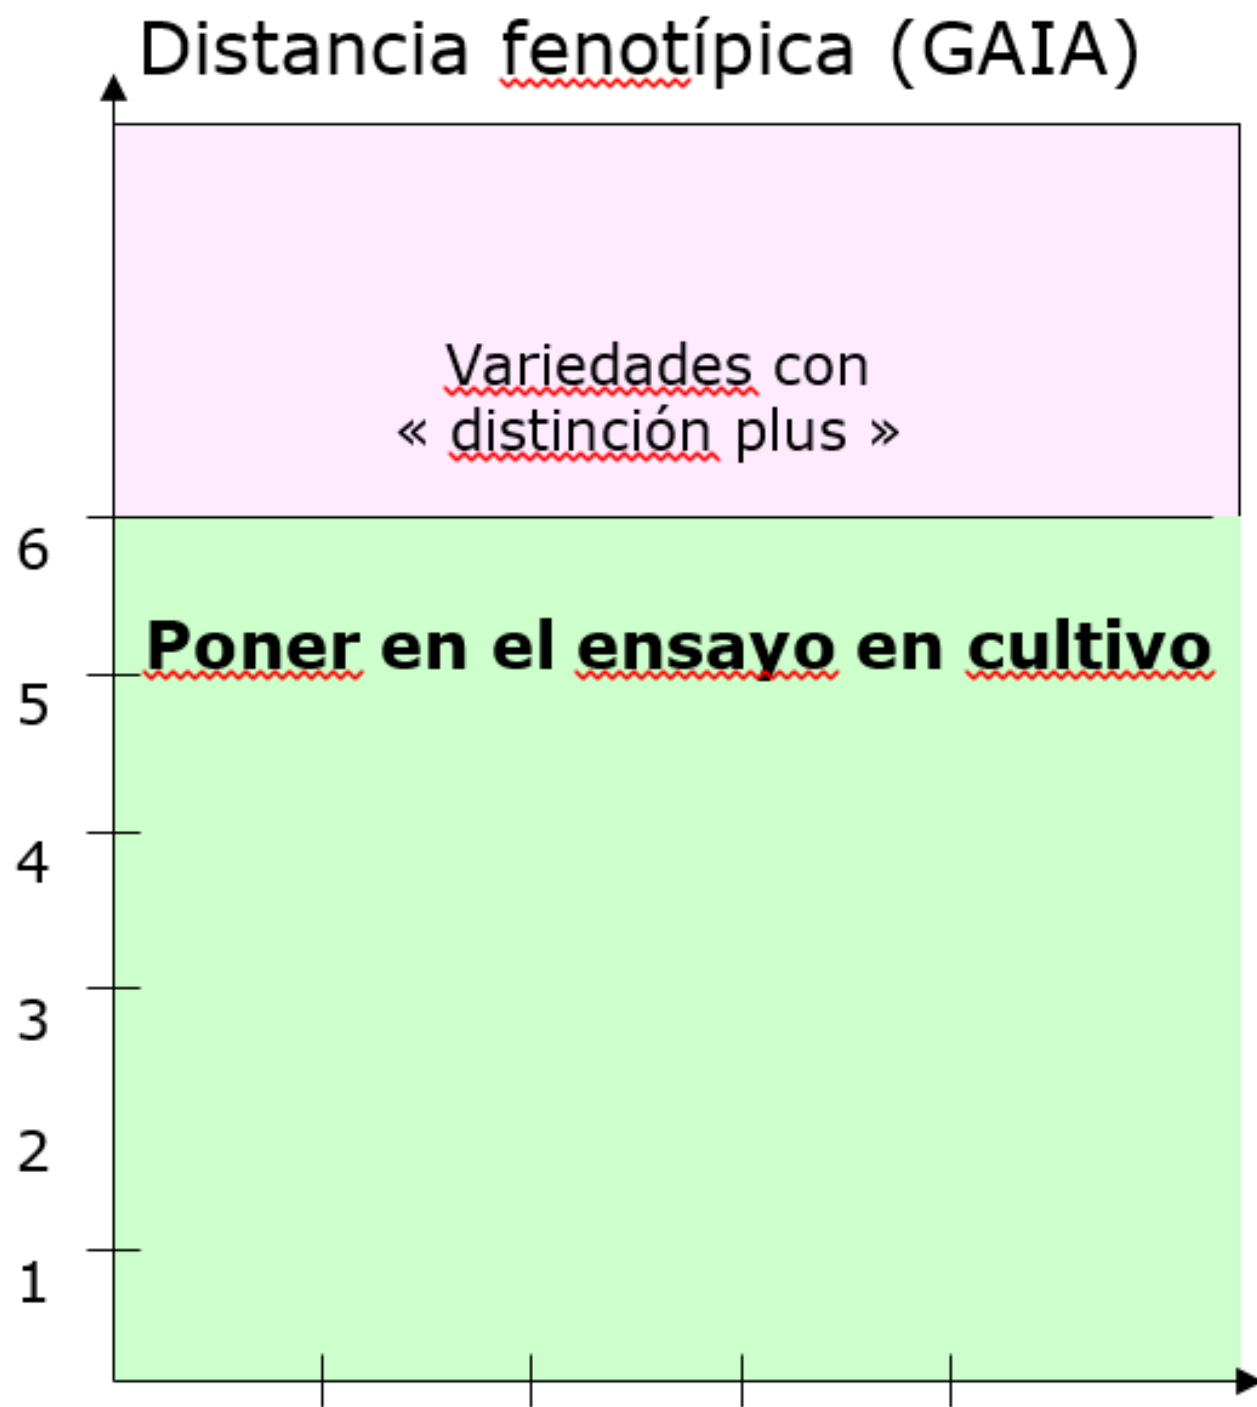 Distancia fenotípica (GAIA)
Variedades con
« distinción plus »
6
Poner en el ensayo en cultivo
5
4
3
2
1